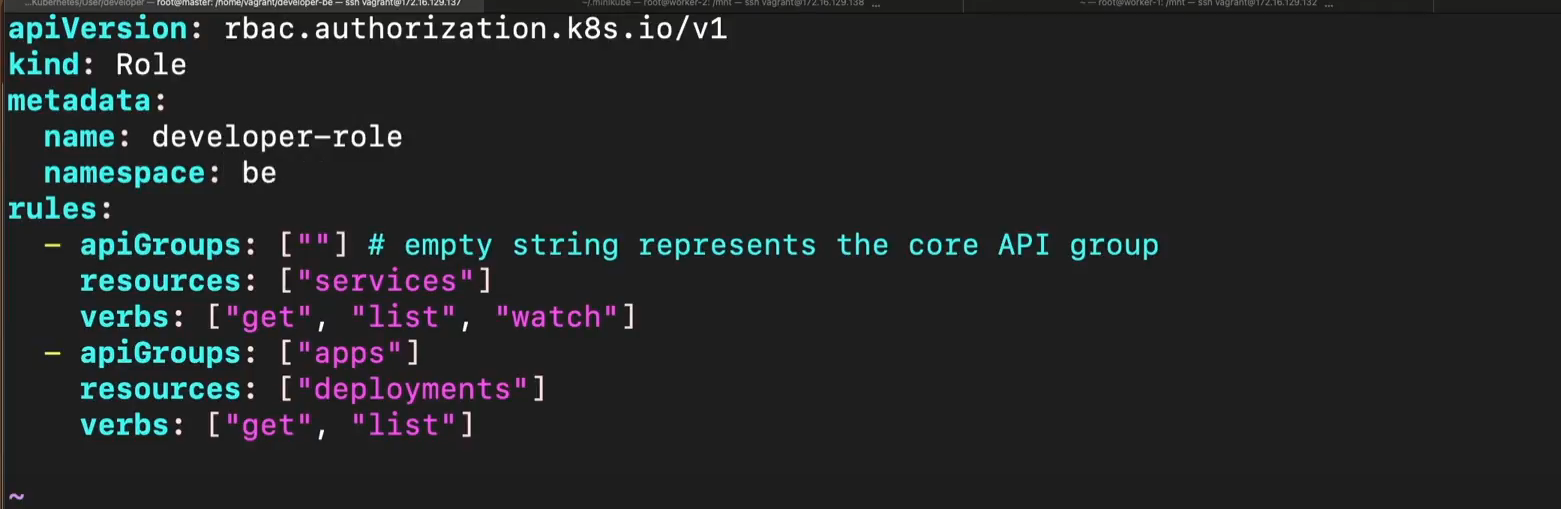 …Kubernetes/User/developer — root@master: /home/vagrant/developer-be — ssh vagrant@172.16.129.137
~/.minikube — root@worker-2: /mnt — ssh vagrant@172.16.129.138 ...
~ — root@worker-1: /mnt — ssh vagrant@172.16.129.132 ...
apiVersion: rbac.authorization.k8s.io/v1
kind: Role
metadata:
  name: developer-role
  namespace: be
rules:
  - apiGroups: [""] # empty string represents the core API group
    resources: ["services"]
    verbs: ["get", "list", "watch"]
  - apiGroups: ["apps"]
    resources: ["deployments"]
    verbs: ["get", "list"]
~